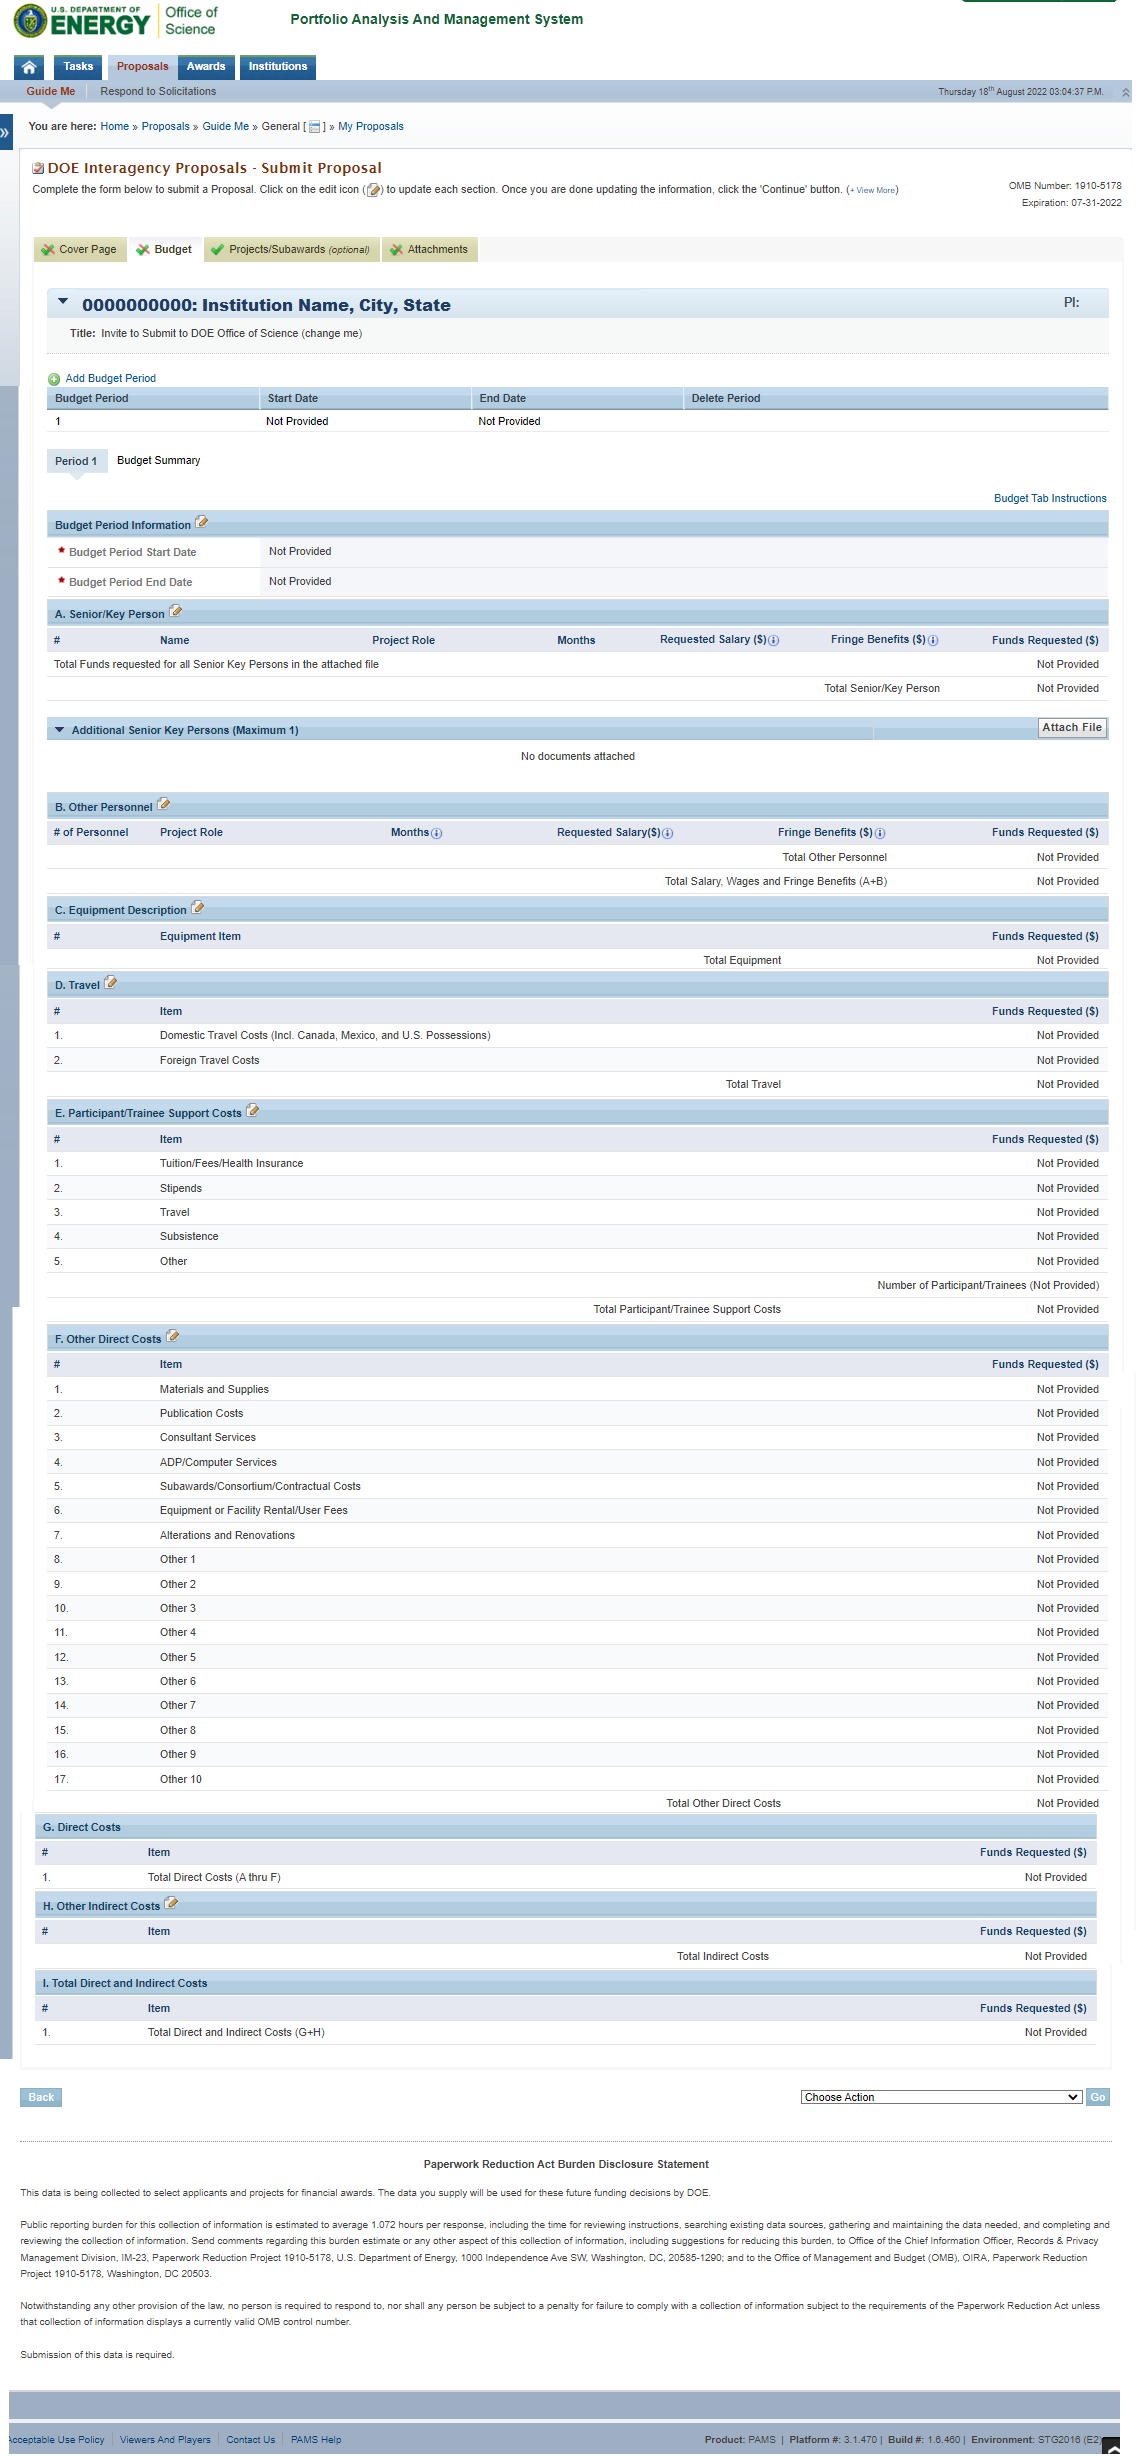 U.S. DEPARTMENT OF
ENERGY
Office of
Science
Portfolio Analysis And Management System
Tasks Proposals Awards Institutions
Guide Me Respond to Solicitations Thursday 18th August 2022 03:04:37 P.M.
You are here: Home » Proposals » Guide Me » General [ ] » My Proposals
DOE Interagency Proposals - Submit Proposal
Complete the form below to submit a Proposal. Click on the edit icon ( ) to update each section. Once you are done updating the information, click the 'Continue' button. (+ View More)
OMB Number: 1910-5178
Expiration: 07-31-2022
Cover Page Budget Projects/Subawards (optional) Attachments
0000000000: Institution Name, City, State PI:
Title: Invite to Submit to DOE Office of Science (change me)
Add Budget Period
Budget Period Start Date End Date Delete Period
1 Not Provided Not Provided
Period 1 Budget Summary
Budget Tab Instructions
Budget Period Information
* Budget Period Start Date Not Provided
* Budget Period End Date Not Provided
A. Senior/Key Person
# Name Project Role Months Requested Salary ($) Fringe Benefits ($) Funds Requested ($)
Total Funds requested for all Senior Key Persons in the attached file Not Provided
Total Senior/Key Person Not Provided
Additional Senior Key Persons (Maximum 1) Attach File
No documents attached
B. Other Personnel
# of Personnel Project Role Months Requested Salary($) Fringe Benefits ($) Funds Requested ($)
Total Other Personnel Not Provided
Total Salary, Wages and Fringe Benefits (A+B) Not Provided
C. Equipment Description
# Equipment Item Funds Requested ($)
Total Equipment Not Provided
D. Travel
# Item Funds Requested ($)
1. Domestic Travel Costs (Incl. Canada, Mexico, and U.S. Possessions) Not Provided
2. Foreign Travel Costs Not Provided
Total Travel Not Provided
E. Participant/Trainee Support Costs
# Item Funds Requested ($)
1. Tuition/Fees/Health Insurance Not Provided
2. Stipends Not Provided
3. Travel Not Provided
4. Subsistence Not Provided
5. Other Not Provided
Number of Participant/Trainees (Not Provided)
Total Participant/Trainee Support Costs Not Provided
F. Other Direct Costs
# Item Funds Requested ($)
1. Materials and Supplies Not Provided
2. Publication Costs Not Provided
3. Consultant Services Not Provided
4. ADP/Computer Services Not Provided
5. Subawards/Consortium/Contractual Costs Not Provided
6. Equipment or Facility Rental/User Fees Not Provided
7. Alterations and Renovations Not Provided
8. Other 1 Not Provided
9. Other 2 Not Provided
10. Other 3 Not Provided
11. Other 4 Not Provided
12. Other 5 Not Provided
13. Other 6 Not Provided
14. Other 7 Not Provided
15. Other 8 Not Provided
16. Other 9 Not Provided
17. Other 10 Not Provided
Total Other Direct Costs Not Provided
G. Direct Costs
# Item Funds Requested ($)
1. Total Direct Costs (A thru F) Not Provided
H. Other Indirect Costs
# Item Funds Requested ($)
Total Indirect Costs Not Provided
I. Total Direct and Indirect Costs
# Item Funds Requested ($)
1. Total Direct and Indirect Costs (G+H) Not Provided
Back Choose Action Go
Paperwork Reduction Act Burden Disclosure Statement
This data is being collected to select applicants and projects for financial awards. The data you supply will be used for these future funding decisions by DOE.
Public reporting burden for this collection of information is estimated to average 1.072 hours per response, including the time for reviewing instructions, searching existing data sources, gathering and maintaining the data needed, and completing and
reviewing the collection of information. Send comments regarding this burden estimate or any other aspect of this collection of information, including suggestions for reducing this burden, to Office of the Chief Information Officer, Records & Privacy
Management Division, IM-23, Paperwork Reduction Project 1910-5178, U.S. Department of Energy, 1000 Independence Ave SW, Washington, DC, 20585-1290; and to the Office of Management and Budget (OMB), OIRA, Paperwork Reduction
Project 1910-5178, Washington, DC 20503.
Notwithstanding any other provision of the law, no person is required to respond to, nor shall any person be subject to a penalty for failure to comply with a collection of information subject to the requirements of the Paperwork Reduction Act unless
that collection of information displays a currently valid OMB control number.
Submission of this data is required.
Acceptable Use Policy Viewers And Players Contact Us PAMS Help Product: PAMS | Platform #: 3.1.470 | Build #: 1.6.460 | Environment: STG2016 (E2)